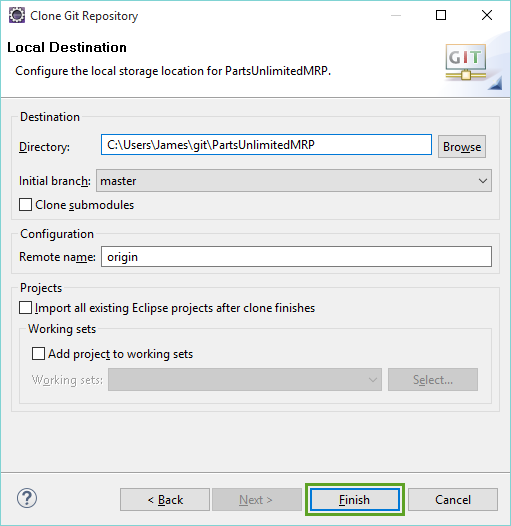 Clone Git Repository
Local Destination
Configure the local storage location for PartsUnlimitedMRP.
GIT
Destination
Directory: C:\Users\James\git\PartsUnlimitedMRP Browse
Initial branch: master
Clone submodules
Configuration
Remote name: origin
Projects
Import all existing Eclipse projects after clone finishes
Working sets
Add project to working sets
Working sets: Select...
? < Back Next > Finish Cancel